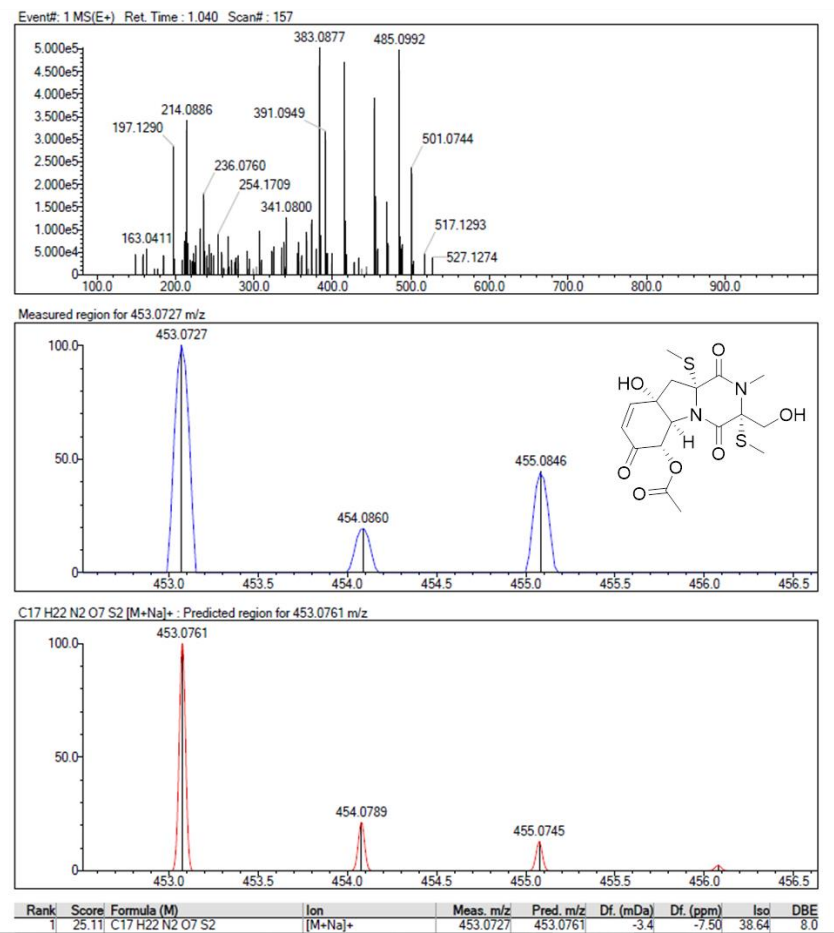 Event#: 1 MS(E+) Ret. Time : 1.040 Scan# : 157
5.000e5
4.500e5
4.000e5
3.500e5
3.000e5
2.500e5
2.000e5
1.500e5
1.000e5
5.000e4
0
383.0877
485.0992
214.0886
391.0949
197.1290
501.0744
236.0760
254.1709
341.0800
163.0411
517.1293
527.1274
100.0 200.0 300.0 400.0 500.0 600.0 700.0 800.0 900.0
Measured region for 453.0727 m/z
100.0
50.0
0
453.0727
454.0860
455.0846
453.0 453.5 454.0 454.5 455.0 455.5 456.0 456.5
S O
HO N
N OH
H S
O O O
O
C17 H22 N2 O7 S2 [M+Na]+ : Predicted region for 453.0761 m/z
100.0
50.0
0
453.0761
454.0789
455.0745
453.0 453.5 454.0 454.5 455.0 455.5 456.0 456.5
Rank Score Formula (M) Ion Meas. m/z Pred. m/z Df. (mDa) Df. (ppm) Iso DBE
1 25.11 C17 H22 N2 O7 S2 [M+Na]+ 453.0727 453.0761 -3.4 -7.50 38.64 8.0